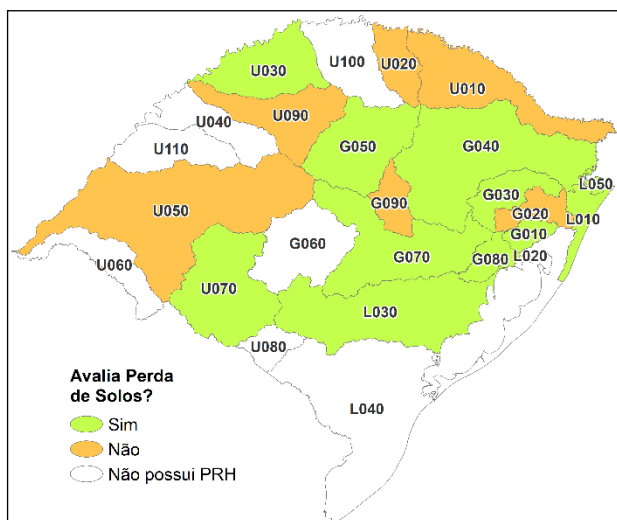 U100
U020
U030
U010
U090
U040
G050
G040
U110
L050
G030
U050
G090
G020
L010
G010
G060
U060
G070
G080
L020
U070
L030
U080
L040
Avalia Perda
de Solos?
Sim
Não
Não possui PRH